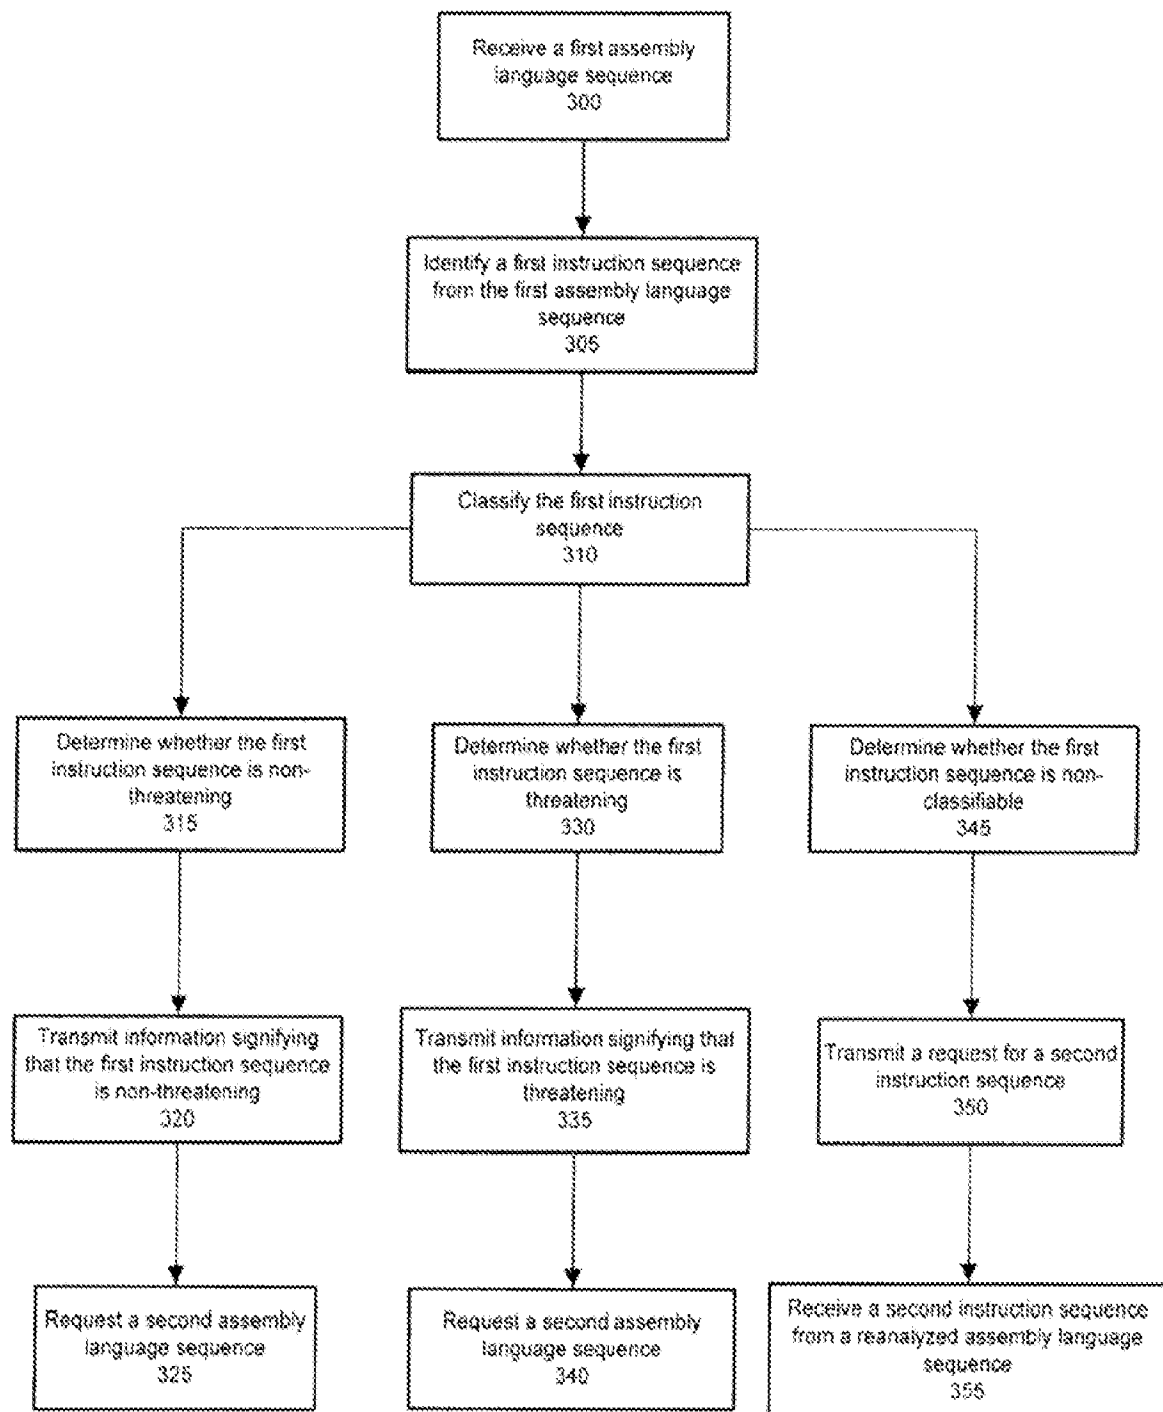 Receive a first assembly
language sequence
300
Identify a first instruction sequence
from the first assembly language
sequence
305
Classify the first instruction
sequence
310
Determine whether the first
instruction sequence is non-
threatening
315
Determine whether the first
instruction sequence is
threatening
330
Determine whether the first
instruction sequence is non-
classifiable
345
Transmit information signifying
that the first instruction sequence
is non-threatening
320
Transmit information signifying that
the first instruction sequence is
threatening
335
Transmit a request for a second
instruction sequence
350
Request a second assembly
language sequence
325
Request a second assembly
language sequence
340
Receive a second instruction sequence
from a reanalyzed assembly language
sequence
355